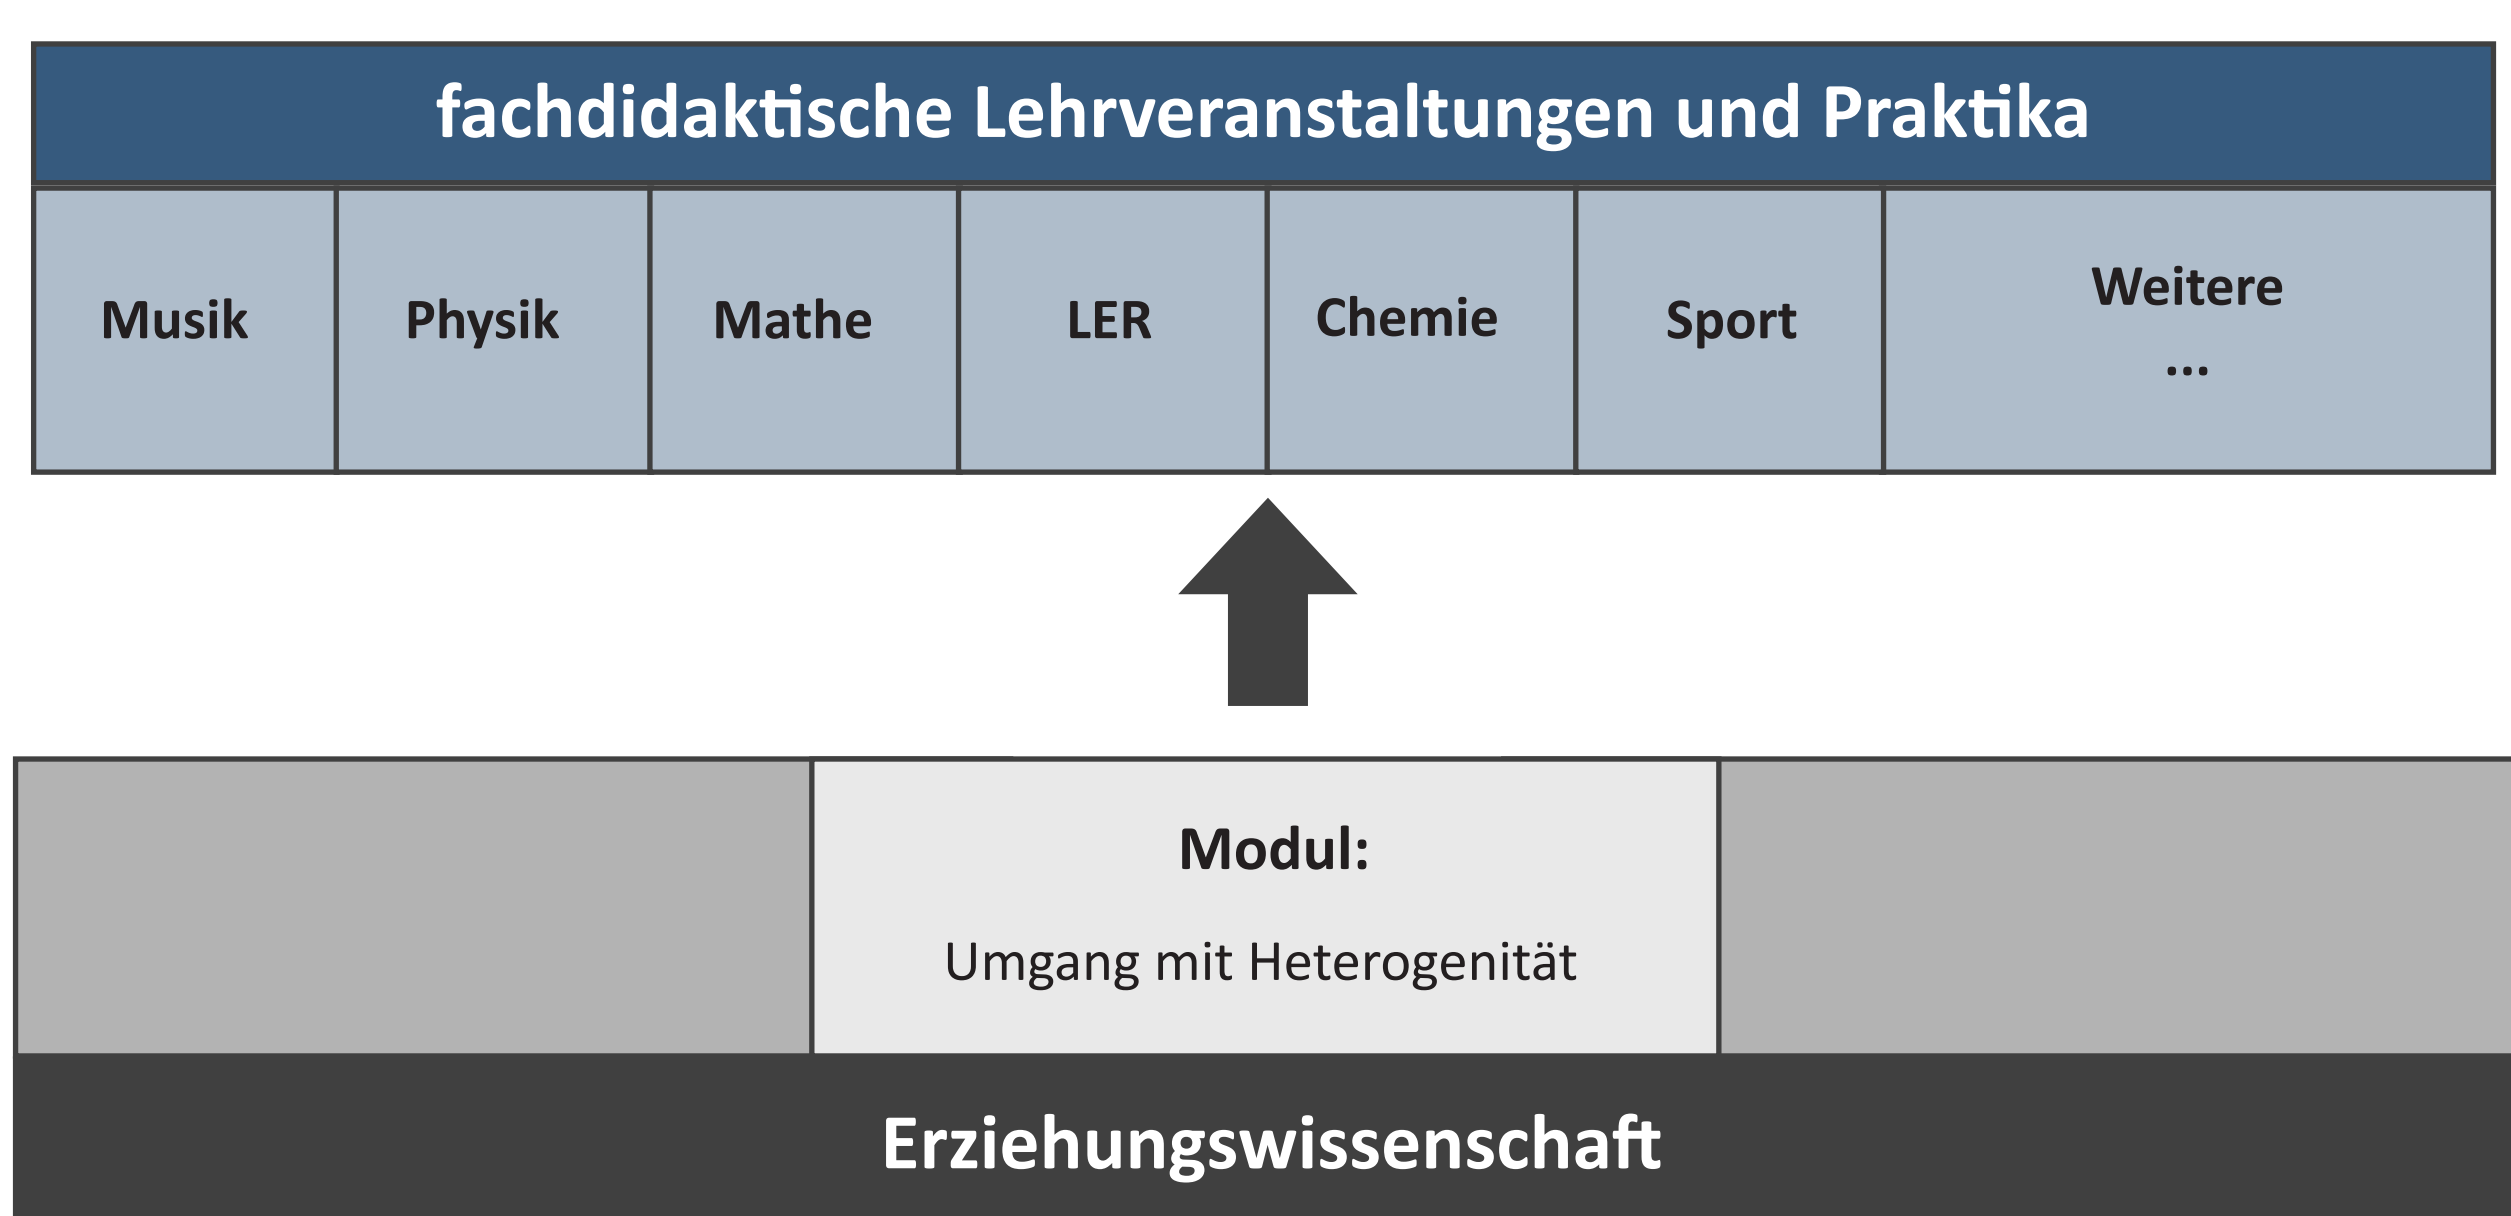 fachdidaktische Lehrveranstaltungen und Praktika
Musik
Physik
Mathe
LER
Chemie
Sport
Weitere
...
Modul:
Umgang mit Heterogenität
Erziehungswissenschaft